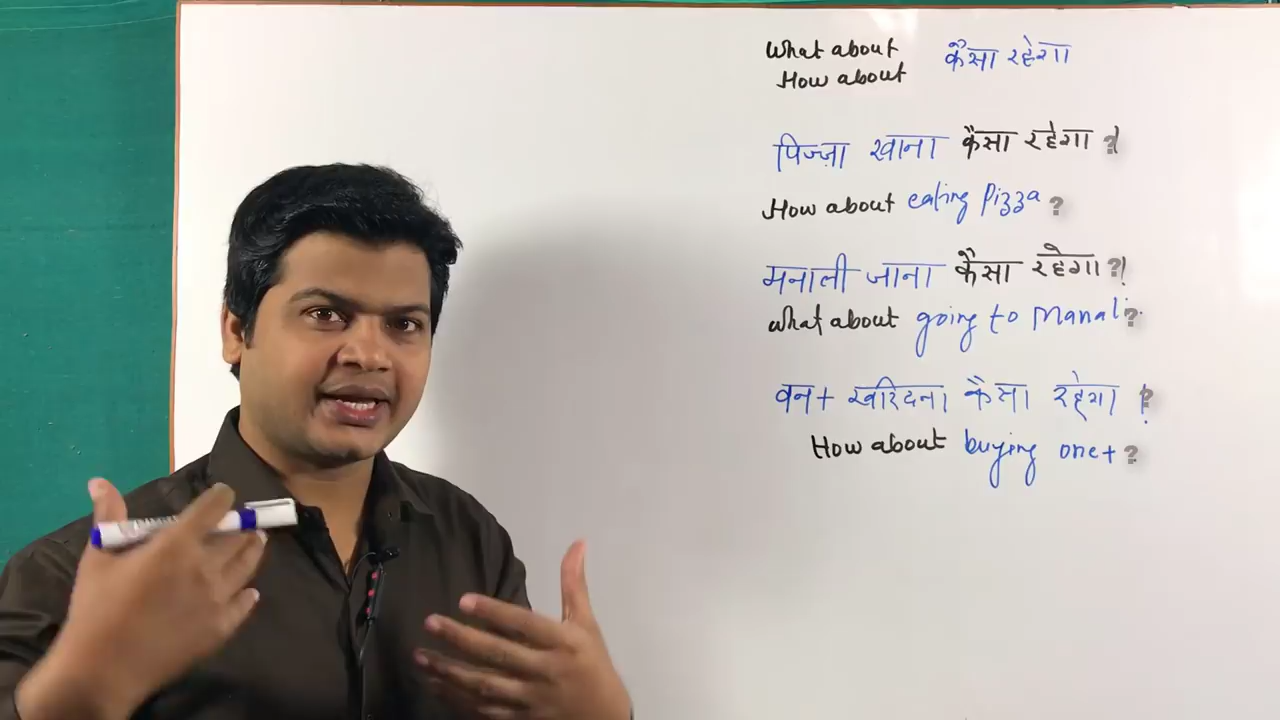 What about
How about
कैसा रहेगा
पिज्ज़ा खाना कैसा रहेगा ?
How about eating Pizza ?
मनाली जाना कैसा रहेगा ?
What about going to Manali ?
वन+ खरिदना कैसा रहेगा ?
How about buying one+ ?